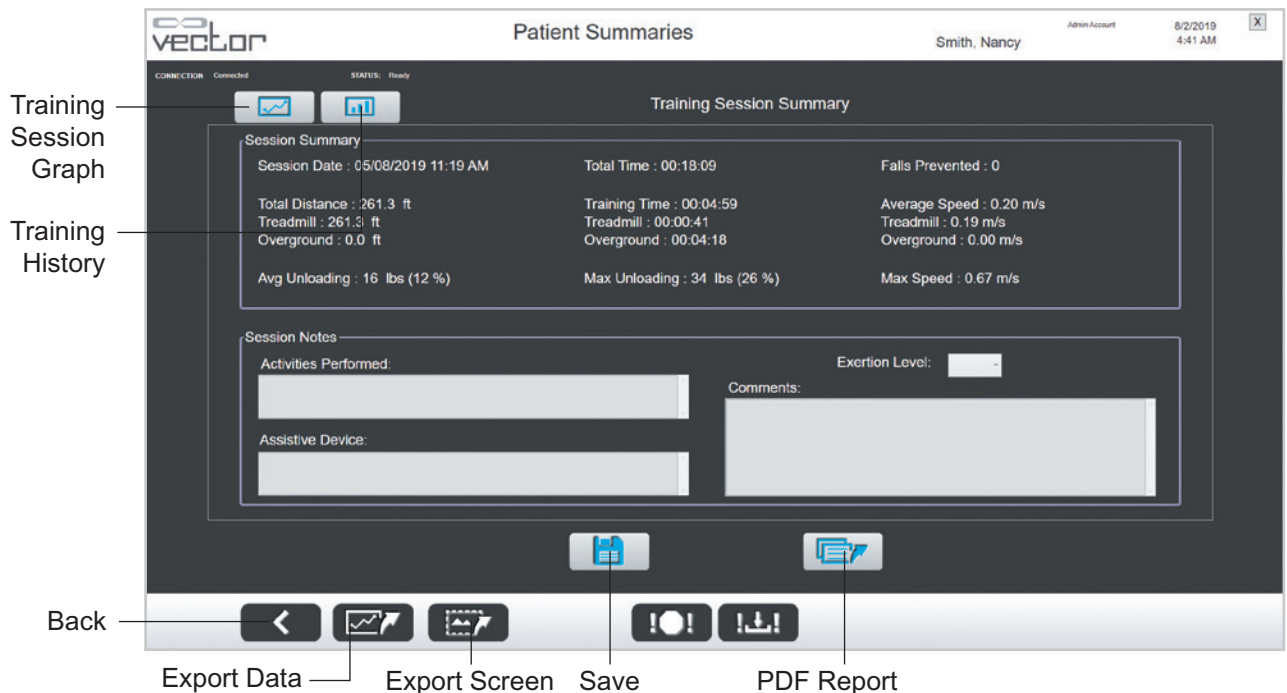 vector
Patient Summaries
Smith, Nancy
Admin Account
8/2/2019
4:41 AM
X
CONNECTION Connected
STATUS: Ready
Training
Session
Graph
Training
History
Training Session Summary
Session Summary
Session Date : 05/08/2019 11:19 AM
Total Time : 00:18:09
Falls Prevented : 0
Total Distance : 261.3 ft
Training Time : 00:04:59
Average Speed : 0.20 m/s
Treadmill : 261.3 ft
Treadmill : 00:00:41
Treadmill : 0.19 m/s
Overground : 0.0 ft
Overground : 00:04:18
Overground : 0.00 m/s
Avg Unloading : 16 lbs (12 %)
Max Unloading : 34 lbs (26 %)
Max Speed : 0.67 m/s
Session Notes
Activities Performed:
Exertion Level:
Comments:
Assistive Device:
! !
! !
Back
Export Data
Export Screen
Save
PDF Report